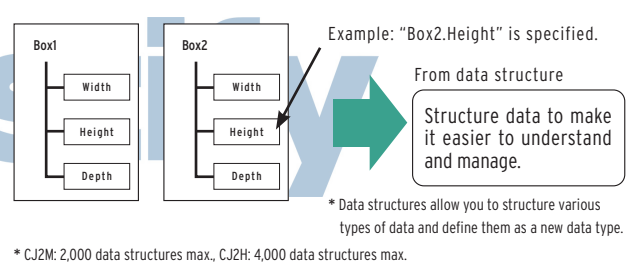 Example: “Box2.Height” is specified.
Box1
Width
Height
Depth
Box2
Width
Height
Depth
From data structure
Structure data to make
it easier to understand
and manage.
* Data structures allow you to structure various
types of data and define them as a new data type.
* CJ2M: 2,000 data structures max., CJ2H: 4,000 data structures max.